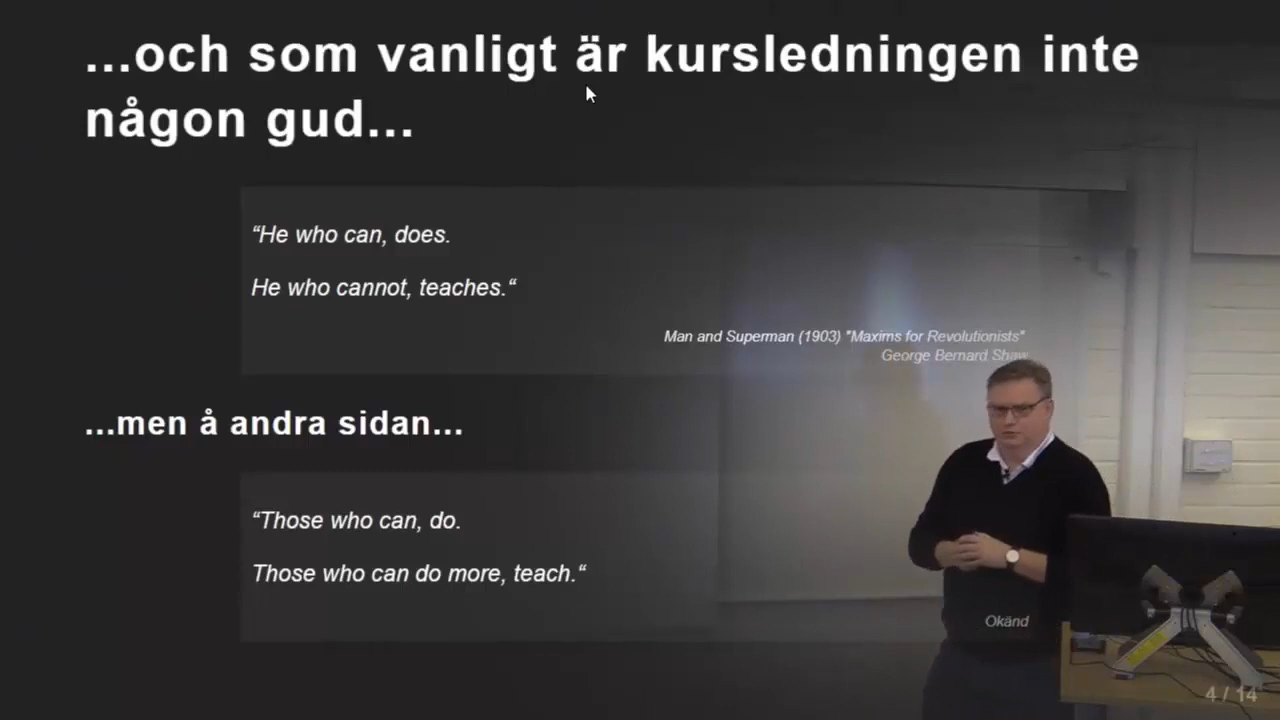 ...och som vanligt är kursledningen inte
någon gud...
“He who can, does.
He who cannot, teaches.“
Man and Superman (1903) "Maxims for Revolutionists"
George Bernard Shaw
...men å andra sidan...
“Those who can, do.
Those who can do more, teach.“
Okänd
4 / 14